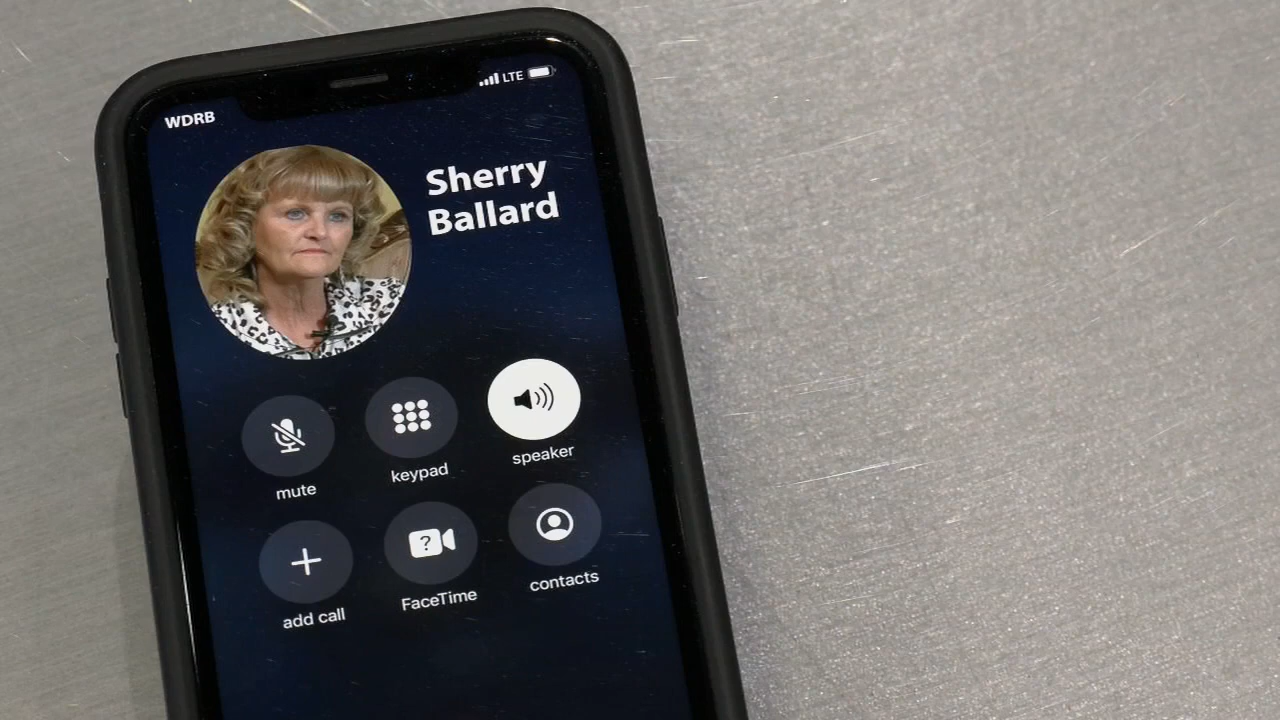 WDRB
LTE
Sherry
Ballard
mute
keypad
speaker
add call
?
FaceTime
contacts